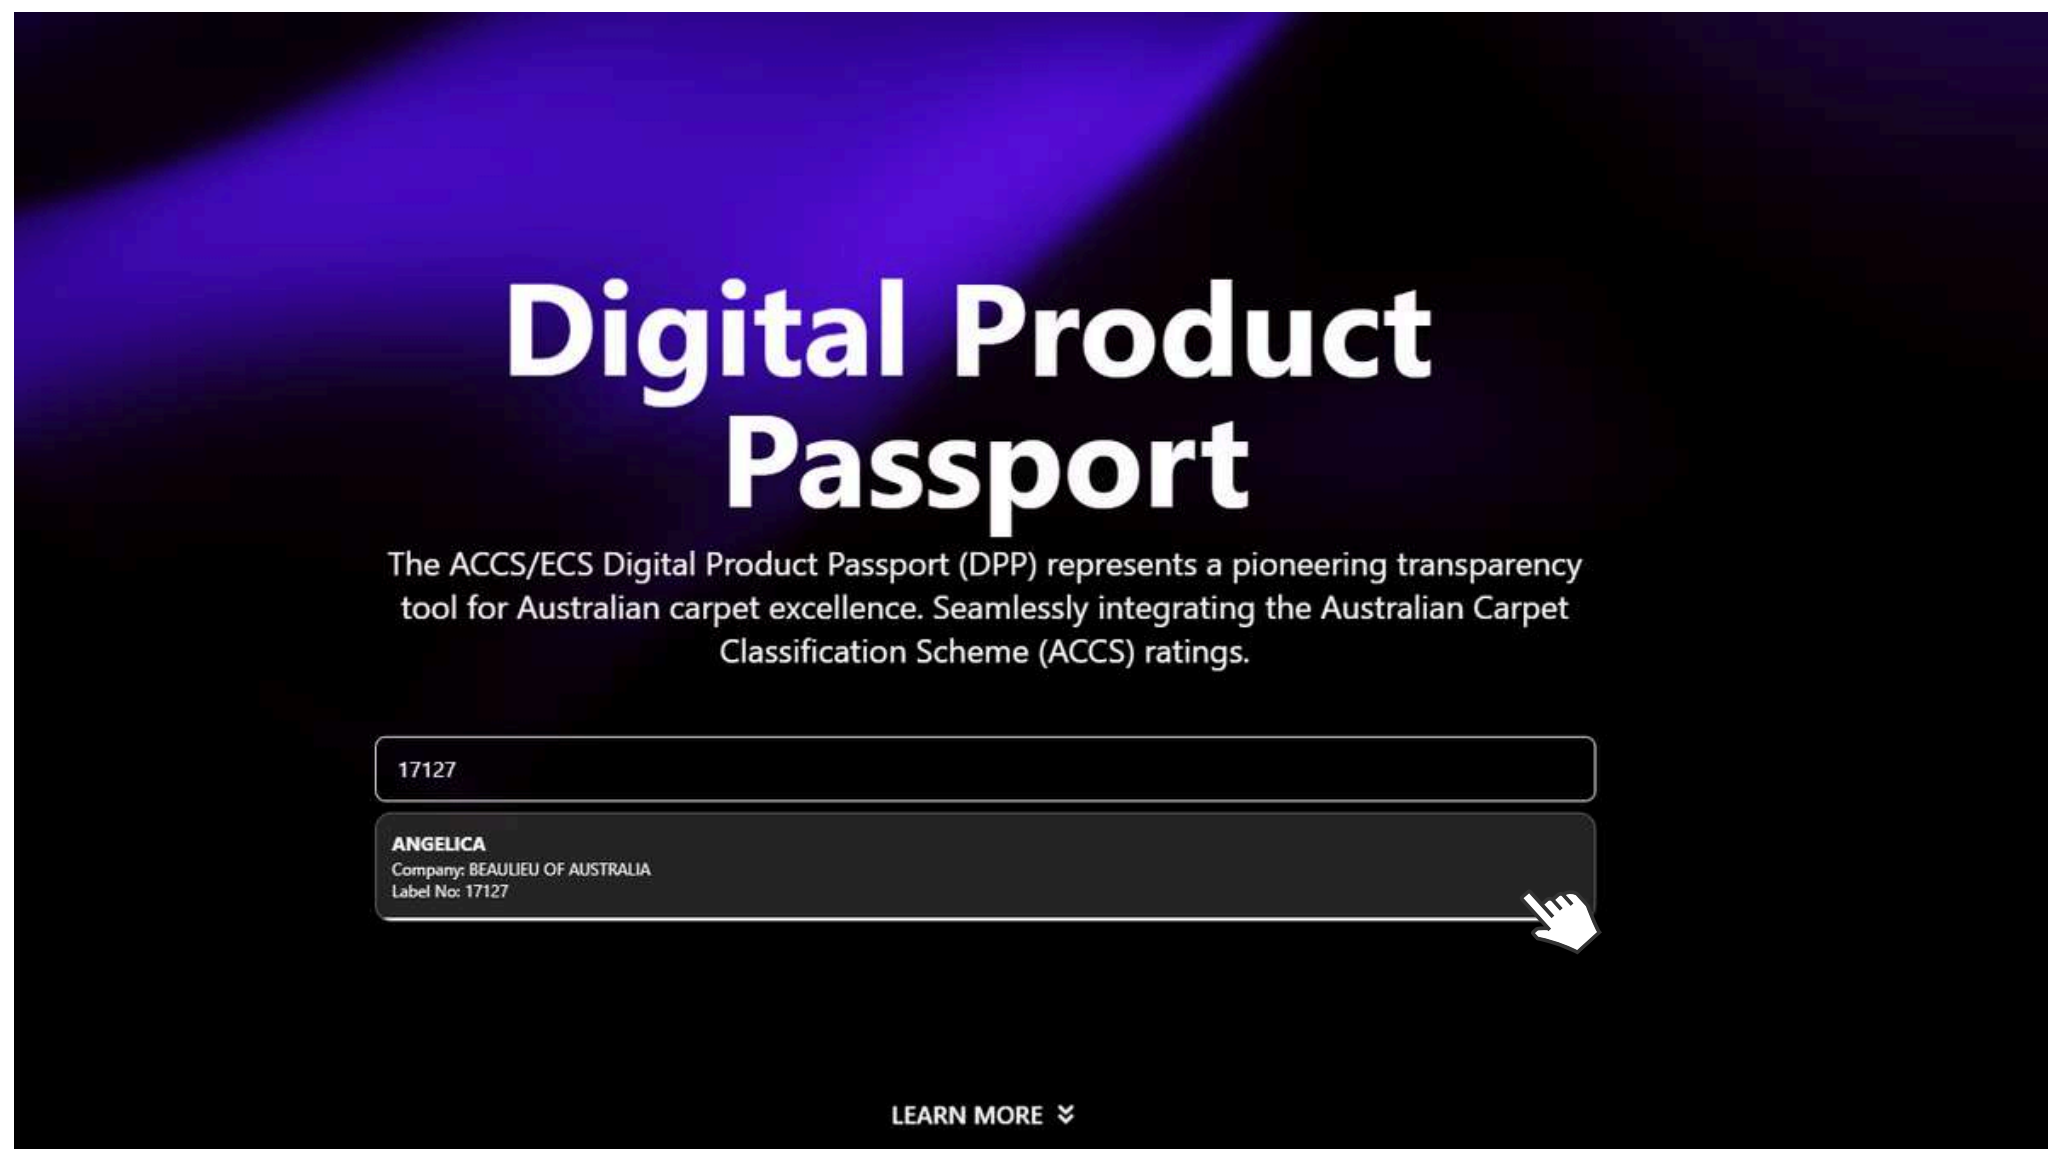 Digital Product
Passport
The ACCS/ECS Digital Product Passport (DPP) represents a pioneering transparency
tool for Australian carpet excellence. Seamlessly integrating the Australian Carpet
Classification Scheme (ACCS) ratings.
17127
ANGELICA
Company: BEAULIEU OF AUSTRALIA
Label No: 17127
LEARN MORE